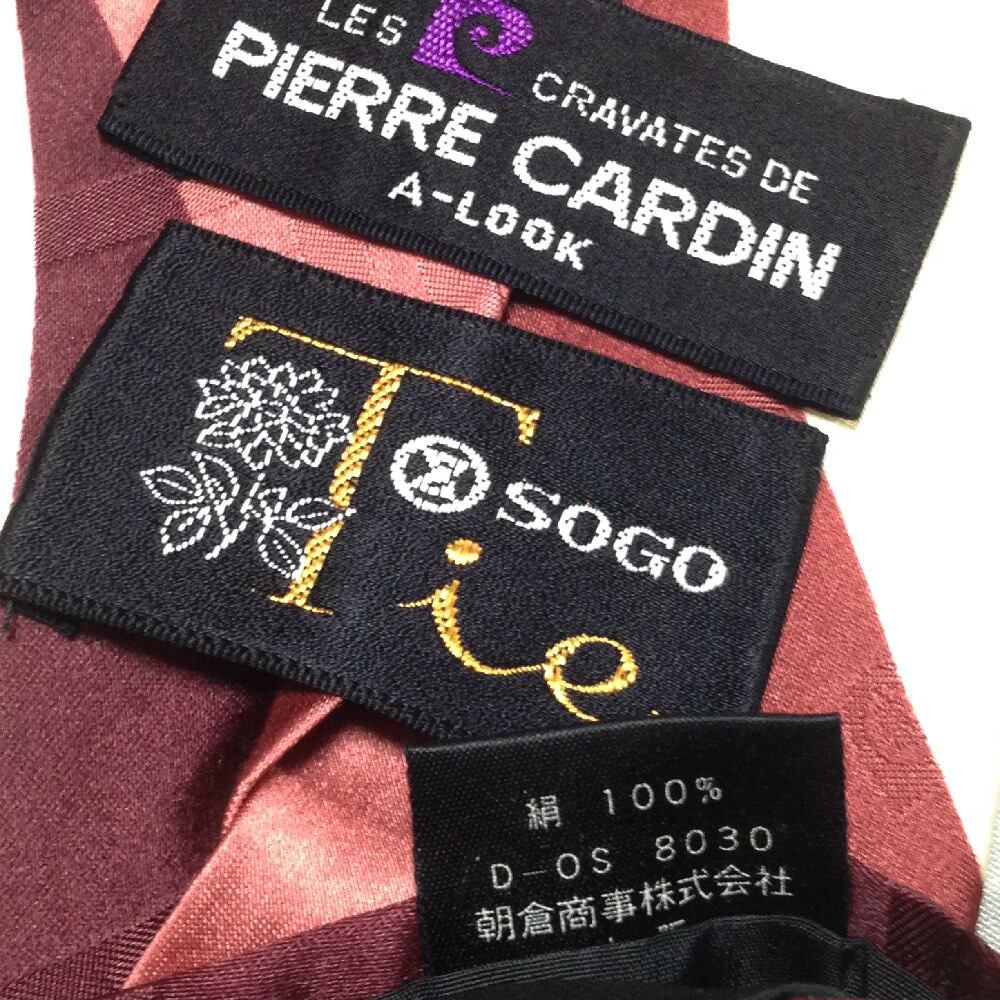 LES P CRAVATES DE
PIERRE CARDIN
A-LOOK
Tie
SOGO
絹 100%
D-OS 8030
朝倉商事株式会社